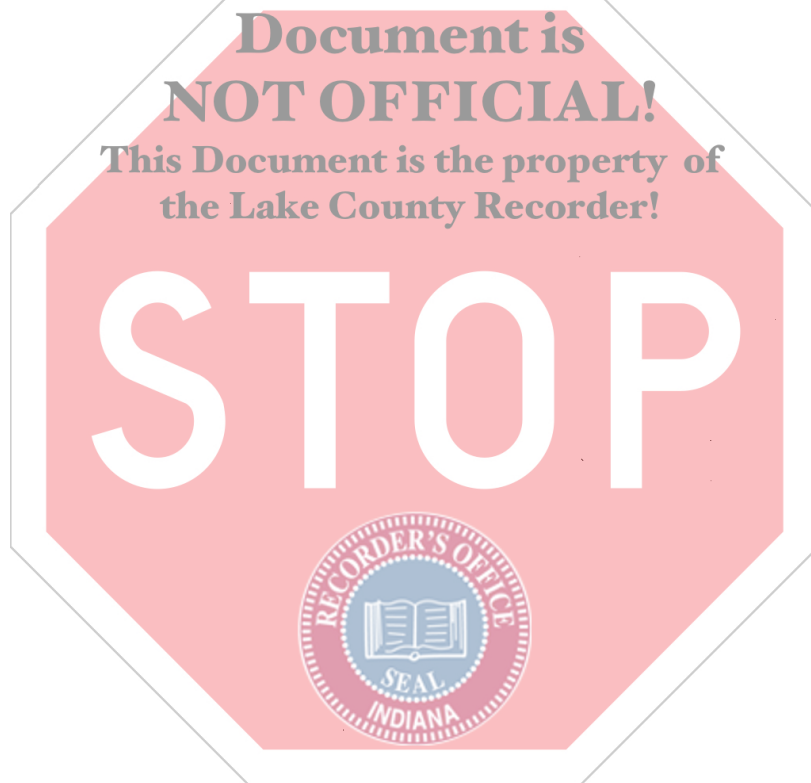 Document is
NOT OFFICIAL!
This Document is the property of
the Lake County Recorder!
STOP
RECORDER'S OFFICE
SEAL
INDIANA